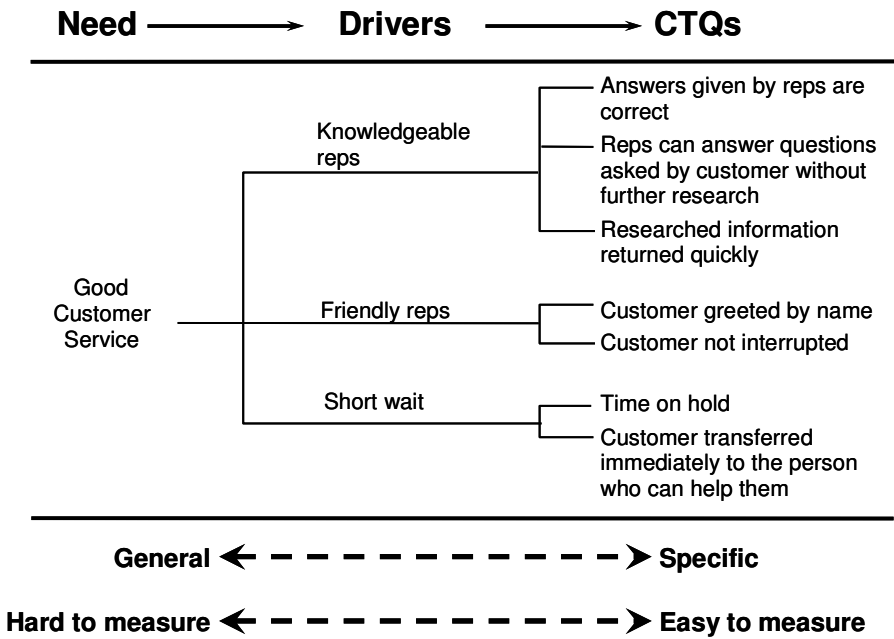 Need Drivers CTQs
Knowledgeable
reps
Answers given by reps are
correct
Reps can answer questions
asked by customer without
further research
Researched information
returned quickly
Good
Customer
Service
Friendly reps
Customer greeted by name
Customer not interrupted
Short wait
Time on hold
Customer transferred
immediately to the person
who can help them
General Specific
Hard to measure Easy to measure